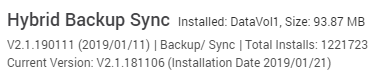 Hybrid Backup Sync Installed: DataVol1, Size: 93.87 MB
V2.1.190111 (2019/01/11) | Backup/ Sync | Total Installs: 1221723
Current Version: V2.1.181106 (Installation Date 2019/01/21)